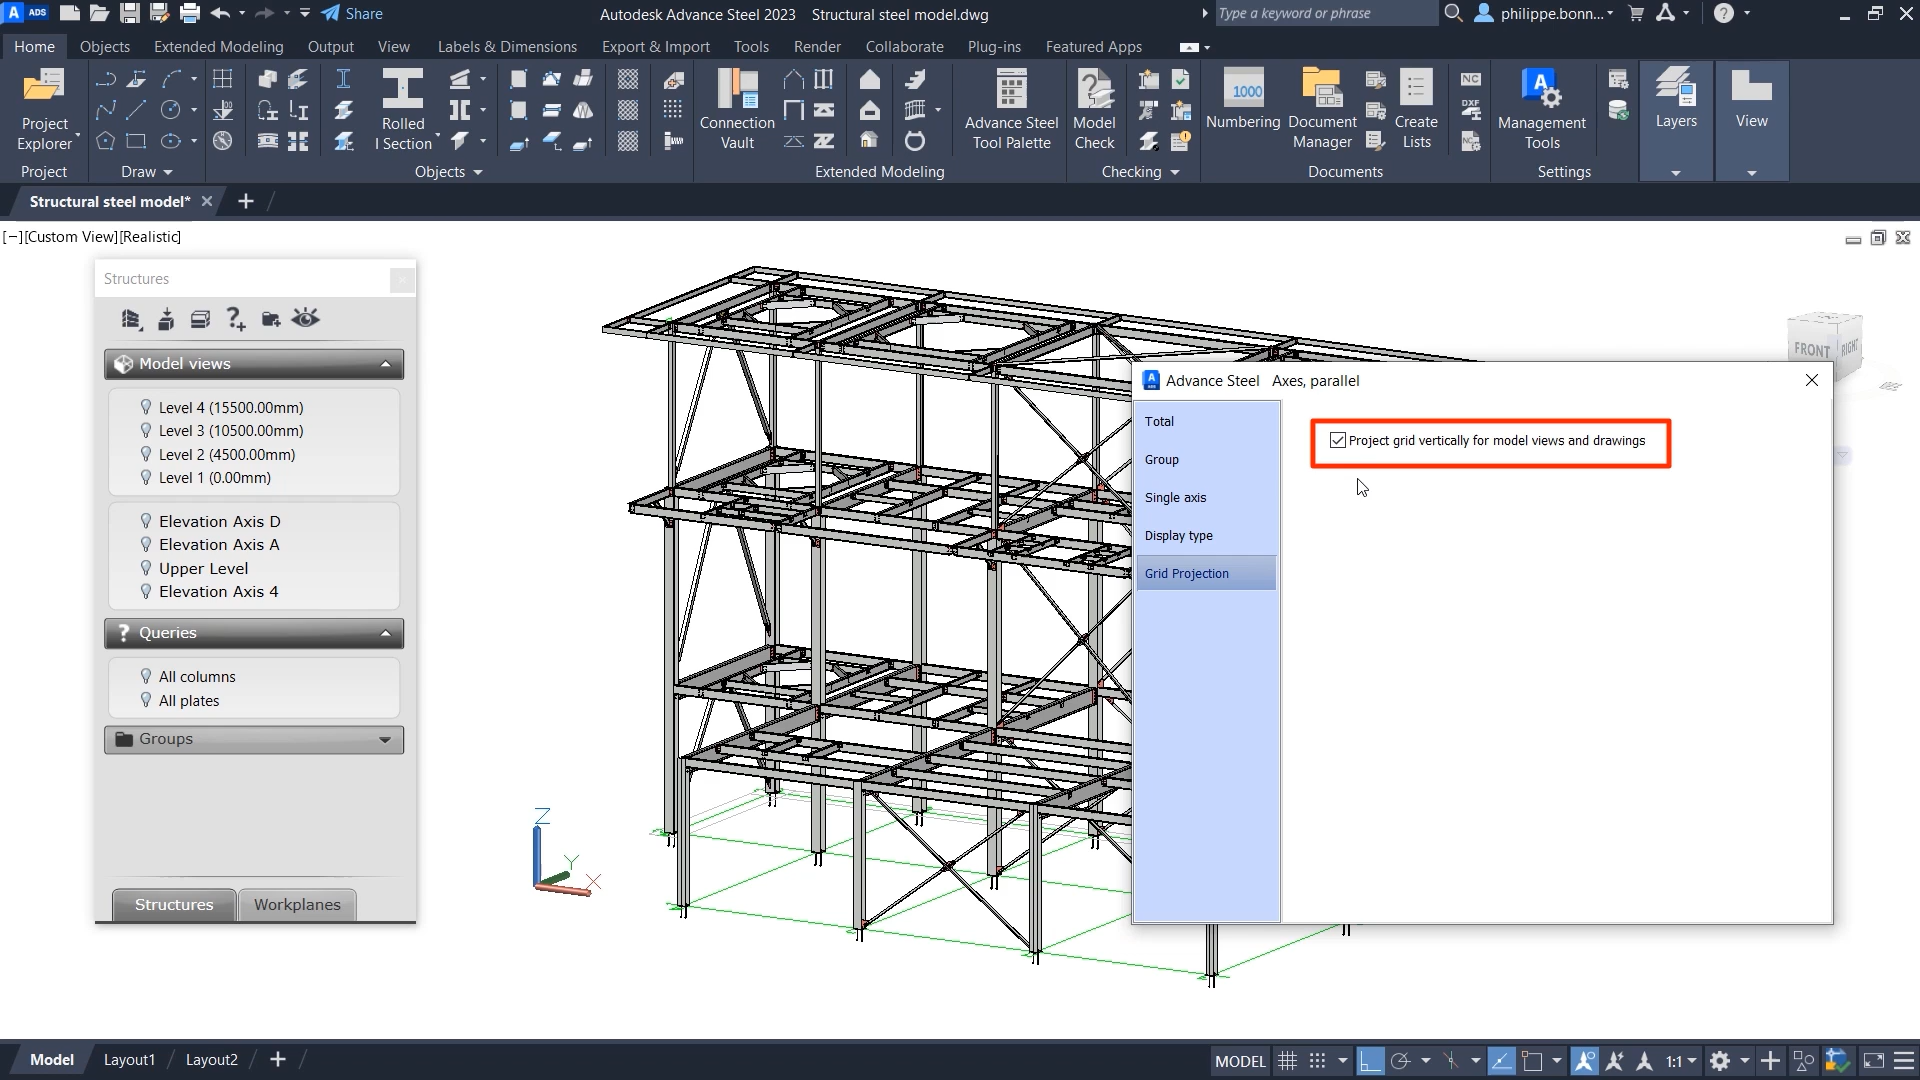 A ADS
Share
Autodesk Advance Steel 2023 Structural steel model.dwg
Type a keyword or phrase
philippe.bonn...
Home Objects Extended Modeling Output View Labels & Dimensions Export & Import Tools Render Collaborate Plug-ins Featured Apps
Project
Explorer
Project
Draw
Rolled
I Section
Objects
Connection
Vault
Extended Modeling
Advance Steel
Tool Palette
Model
Check
Checking
1000
Numbering
Document
Manager
Create
Lists
NC
DXF
Documents
Management
Tools
Settings
Layers
View
Structural steel model*
[−][Custom View][Realistic]
Structures
Model views
Level 4 (15500.00mm)
Level 3 (10500.00mm)
Level 2 (4500.00mm)
Level 1 (0.00mm)
Elevation Axis D
Elevation Axis A
Upper Level
Elevation Axis 4
? Queries
All columns
All plates
Groups
Structures Workplanes
Z
Y
X
FRONT RIGHT
Advance Steel Axes, parallel
Total
Group
Single axis
Display type
Grid Projection
Project grid vertically for model views and drawings
Model Layout1 Layout2
MODEL
1:1